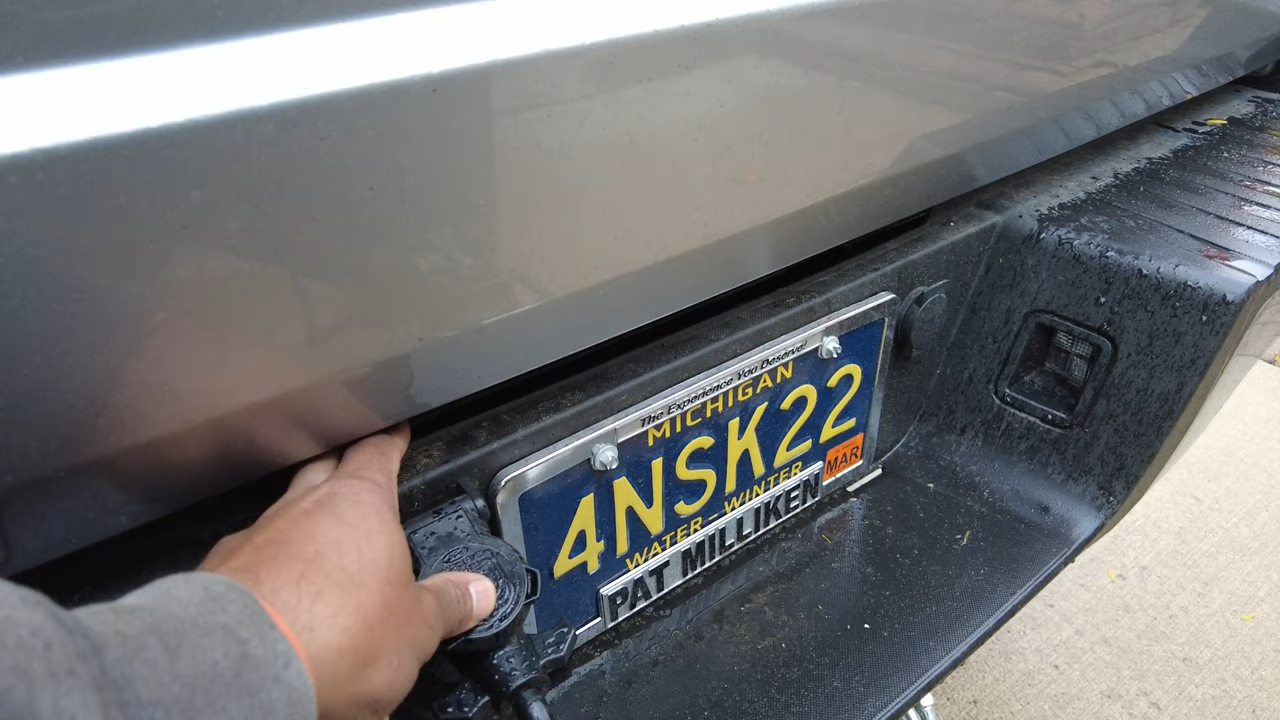 The Experience You Deserve!
MICHIGAN
4NSK22
MAR
WATER-WINTER
PAT MILLIKEN